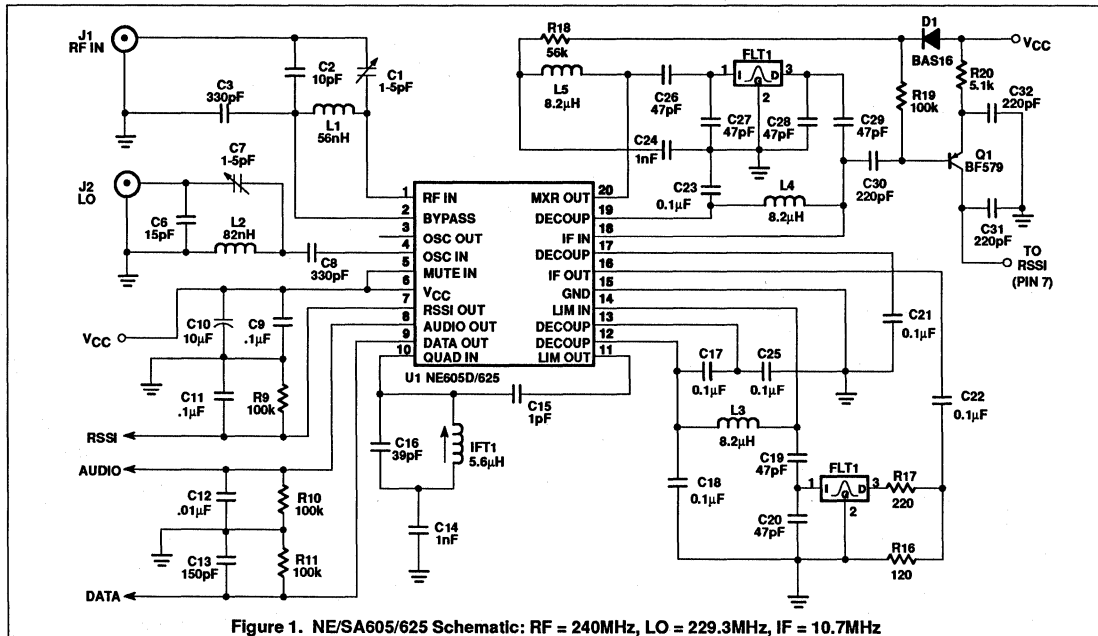 J1
RF IN
C3
330pF
C2
10pF
C1
1-5pF
L1
56nH
C7
1-5pF
J2
LO
C6
15pF
L2
82nH
C8
330pF
R18
56k
L5
8.2µH
C26
47pF
FLT1
1 I G D 3
2
C27
47pF
C28
47pF
C29
47pF
C24
1nF
C23
0.1µF
L4
8.2µH
C30
220pF
D1
BAS16
VCC
R19
100k
R20
5.1k
C32
220pF
Q1
BF579
C31
220pF
TO
RSSI
(PIN 7)
1 RF IN MXR OUT 20
2 BYPASS DECOUP 19
3 OSC OUT IF IN 18
4 OSC IN DECOUP 17
5 MUTE IN IF OUT 16
6 VCC GND 15
7 RSSI OUT LIM IN 14
8 AUDIO OUT DECOUP 13
9 DATA OUT DECOUP 12
10 QUAD IN LIM OUT 11
U1 NE605D/625
VCC
C10
10µF
C9
.1µF
C11
.1µF
R9
100k
RSSI
AUDIO
C12
.01µF
R10
100k
C13
150pF
R11
100k
DATA
C15
1pF
C16
39pF
IFT1
5.6µH
C14
1nF
C17
0.1µF
C25
0.1µF
C21
0.1µF
C22
0.1µF
L3
8.2µH
C18
0.1µF
C19
47pF
C20
47pF
FLT1
1 I G D 3
2
R17
220
R16
120
Figure 1. NE/SA605/625 Schematic: RF = 240MHz, LO = 229.3MHz, IF = 10.7MHz